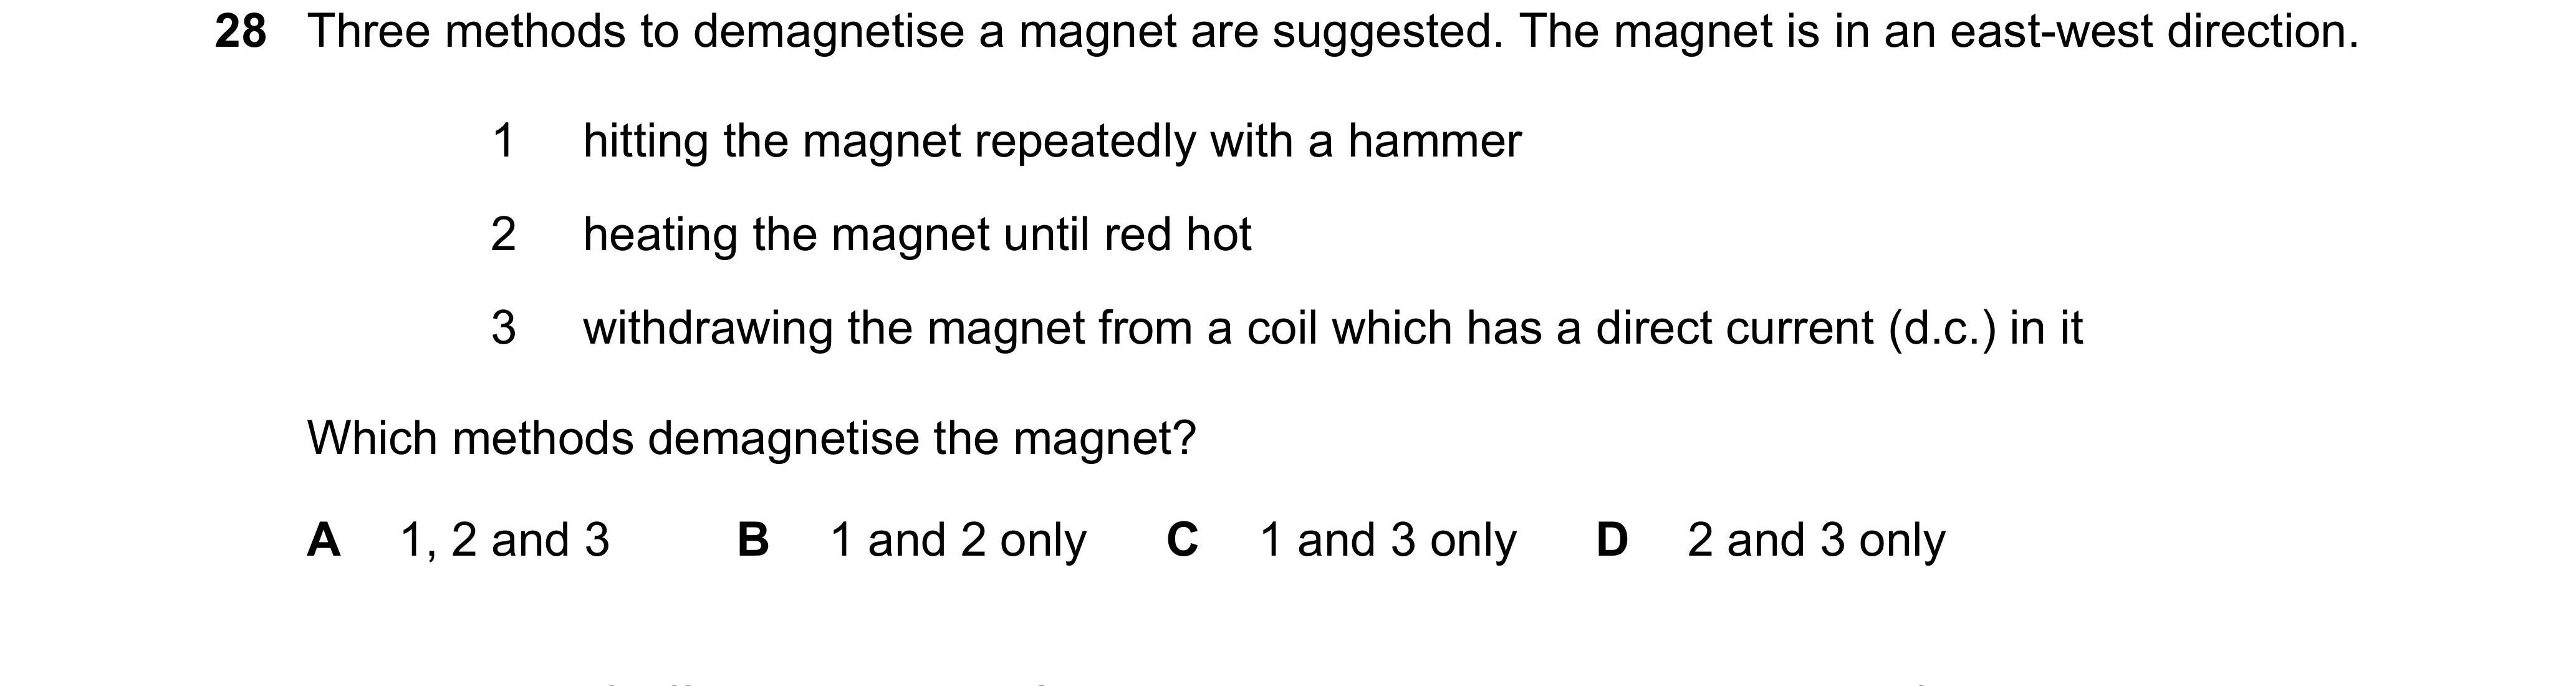 28 Three methods to demagnetise a magnet are suggested. The magnet is in an east-west direction.
1 hitting the magnet repeatedly with a hammer
2 heating the magnet until red hot
3 withdrawing the magnet from a coil which has a direct current (d.c.) in it
Which methods demagnetise the magnet?
A 1, 2 and 3 B 1 and 2 only C 1 and 3 only D 2 and 3 only